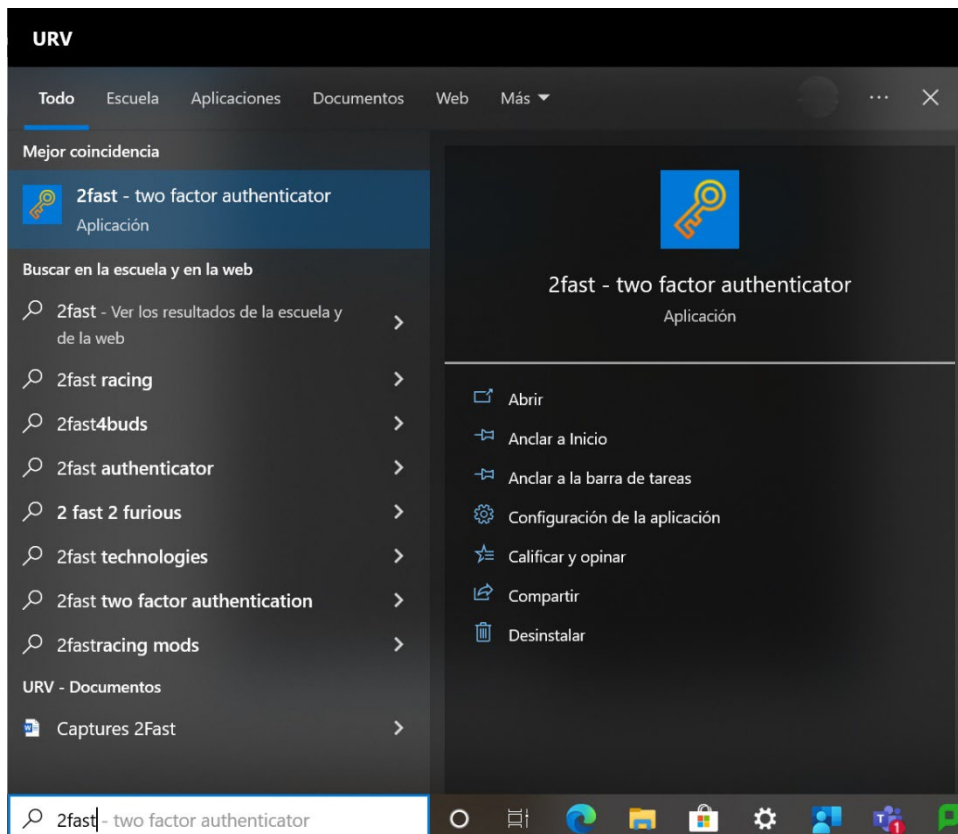 URV
Todo Escuela Aplicaciones Documentos Web Más
Mejor coincidencia
2fast - two factor authenticator
Aplicación
Buscar en la escuela y en la web
2fast - Ver los resultados de la escuela y
de la web
2fast racing
2fast4buds
2fast authenticator
2 fast 2 furious
2fast technologies
2fast two factor authentication
2fastracing mods
URV - Documentos
Captures 2Fast
2fast - two factor authenticator
Aplicación
Abrir
Anclar a Inicio
Anclar a la barra de tareas
Configuración de la aplicación
Calificar y opinar
Compartir
Desinstalar
2fast - two factor authenticator
1